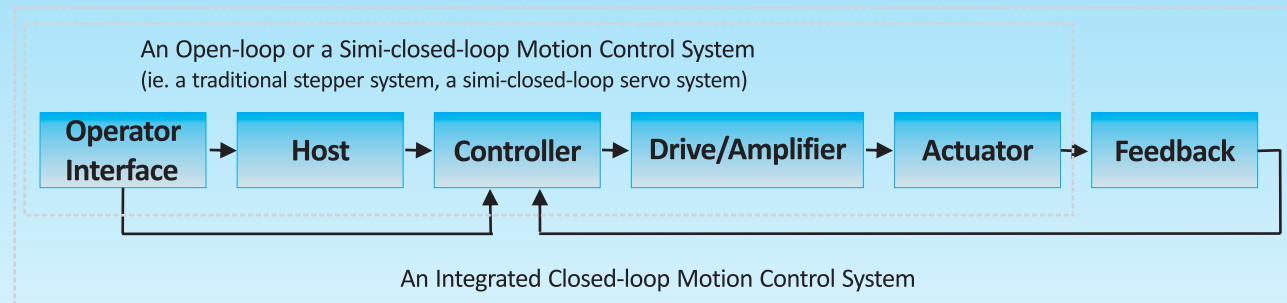 An Open-loop or a Simi-closed-loop Motion Control System
(ie. a traditional stepper system, a simi-closed-loop servo system)
Operator
Interface
Host
Controller
Drive/Amplifier
Actuator
Feedback
An Integrated Closed-loop Motion Control System